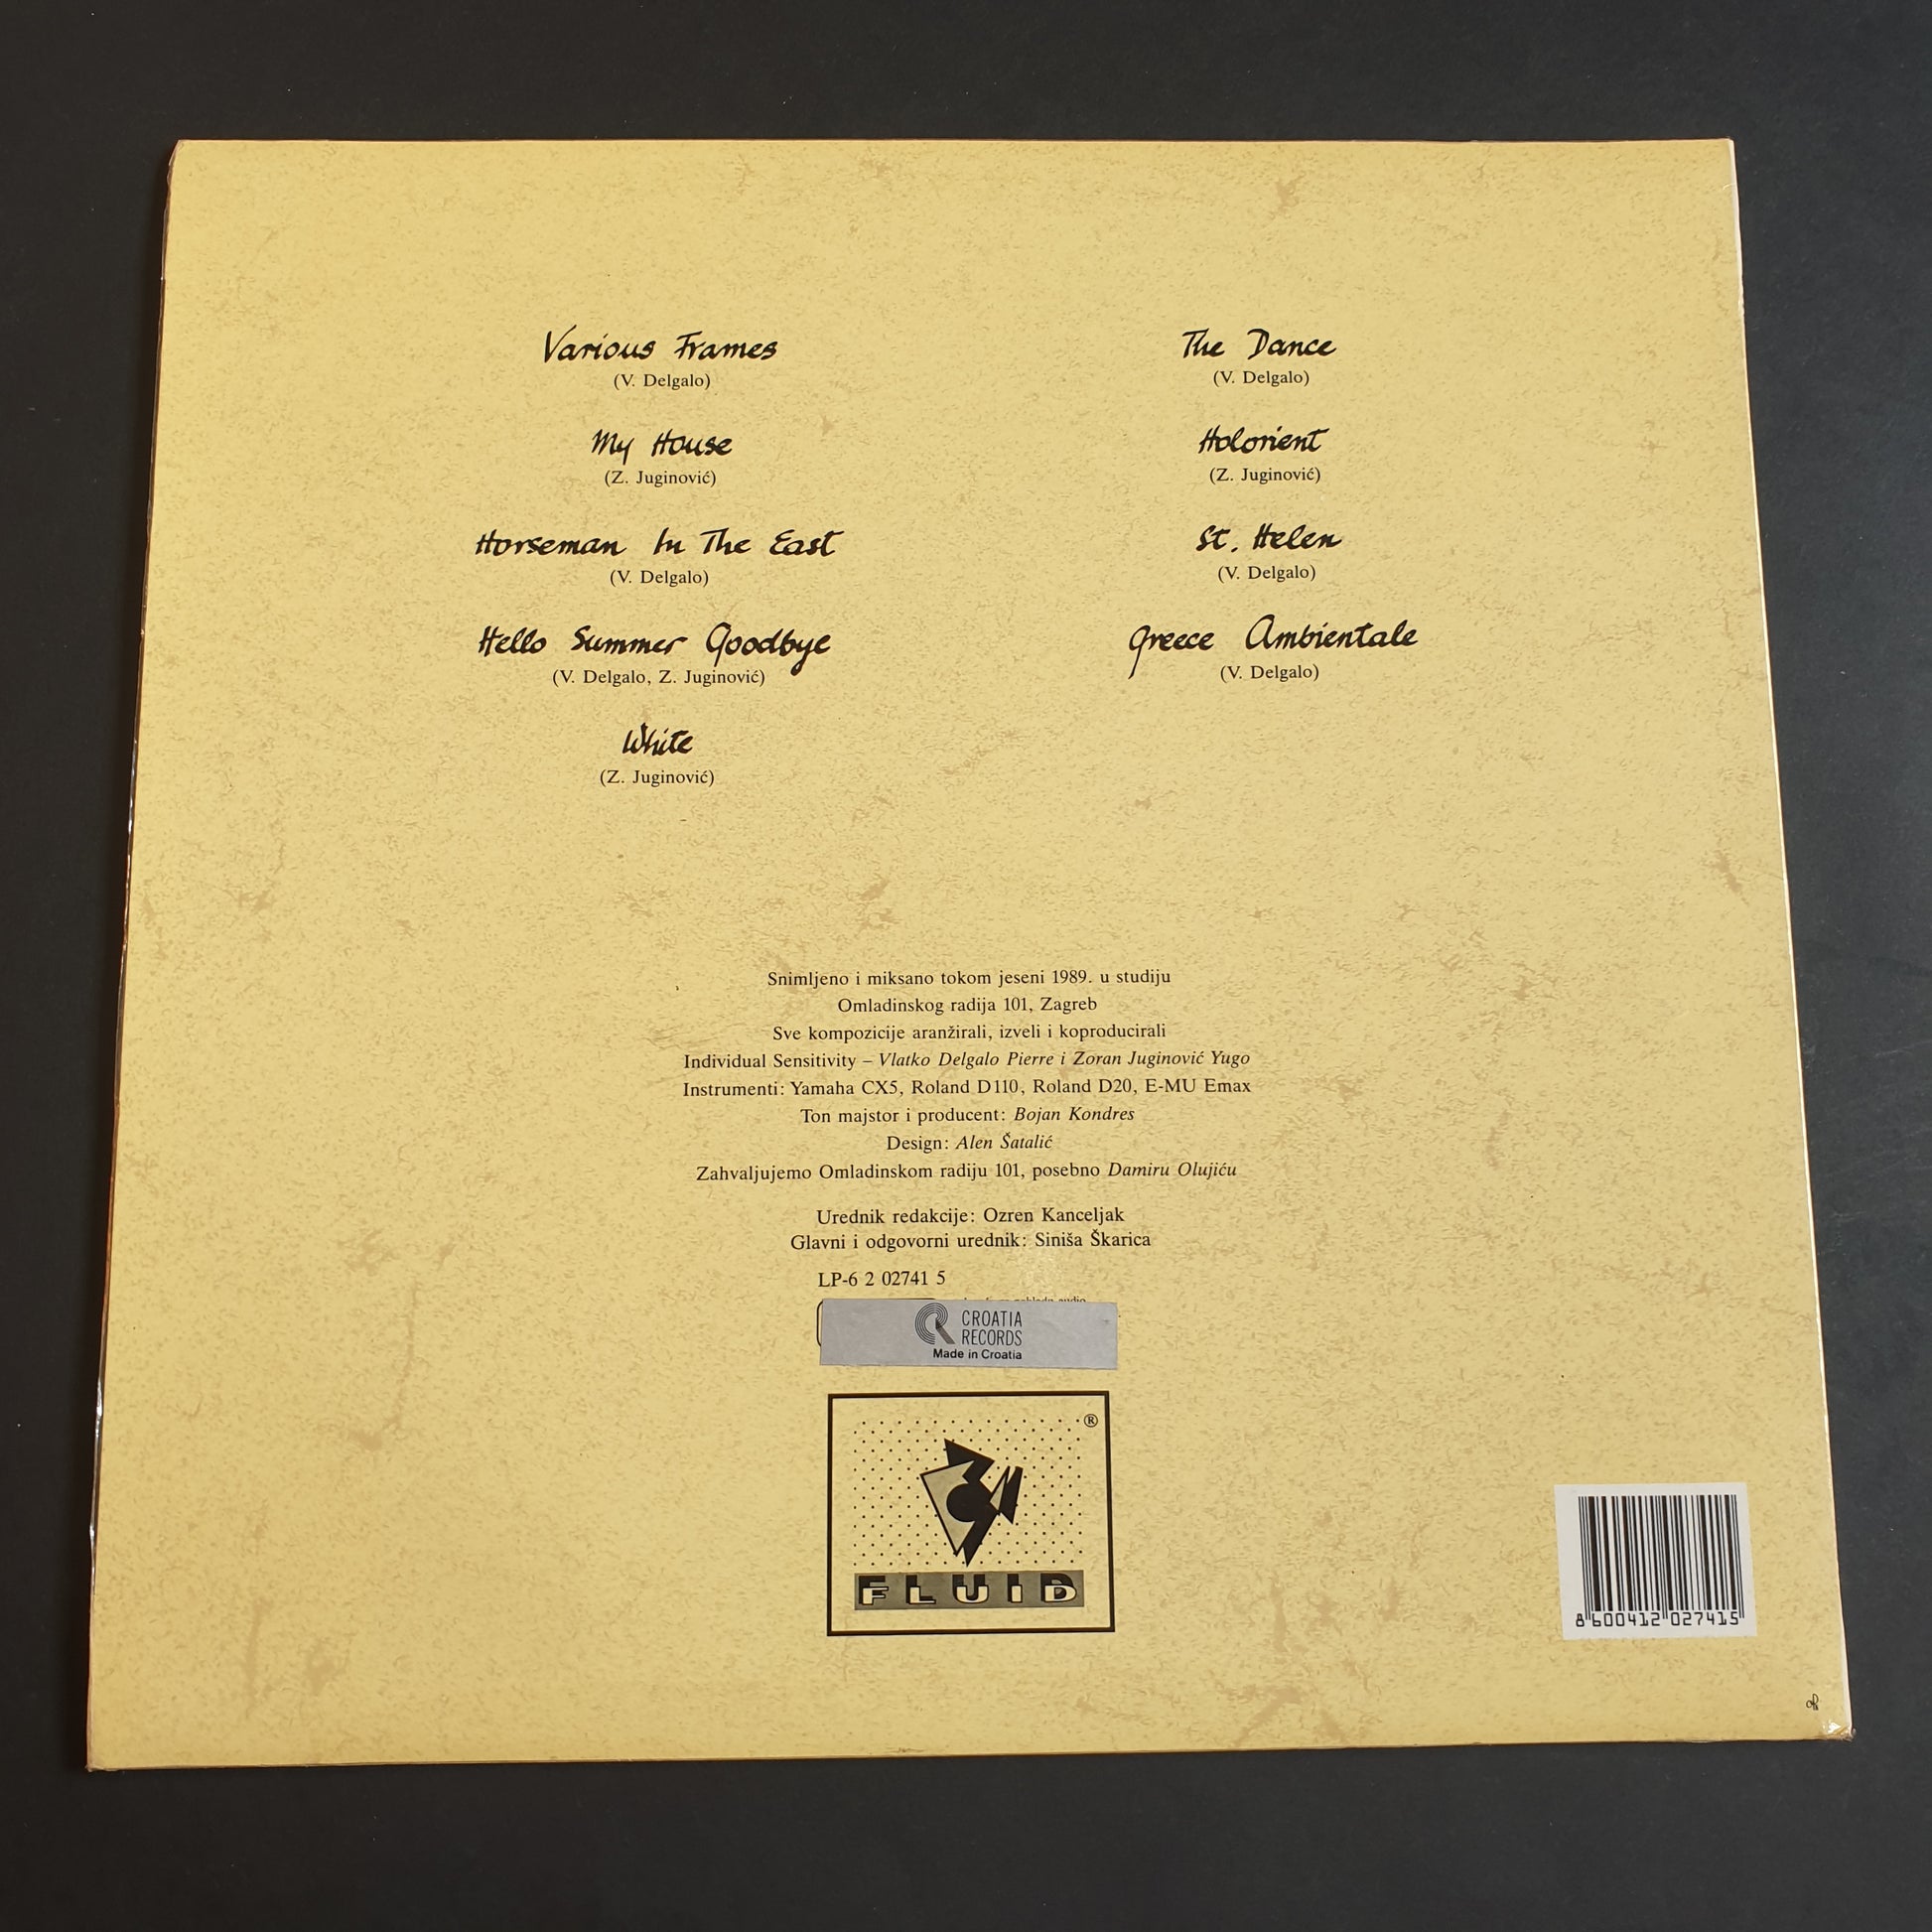 Various Frames
(V. Delgalo)
My House
(Z. Juginović)
Horseman In The East
(V. Delgalo)
Hello Summer Goodbye
(V. Delgalo, Z. Juginović)
White
(Z. Juginović)
The Dance
(V. Delgalo)
Holorient
(Z. Juginović)
St. Helen
(V. Delgalo)
Greece Ambientale
(V. Delgalo)
Snimljeno i miksano tokom jeseni 1989. u studiju
Omladinskog radija 101, Zagreb
Sve kompozicije aranžirali, izveli i koproducirali
Individual Sensitivity – Vlatko Delgalo Pierre i Zoran Juginović Yugo
Instrumenti: Yamaha CX5, Roland D110, Roland D20, E-MU Emax
Ton majstor i producent: Bojan Kondres
Design: Alen Šatalić
Zahvaljujemo Omladinskom radiju 101, posebno Damiru Olujiću
Urednik redakcije: Ozren Kanceljak
Glavni i odgovorni urednik: Siniša Škarica
LP-6 2 02741 5
audio
CROATIA
RECORDS
Made in Croatia
®
FLUID
8 600412 027415